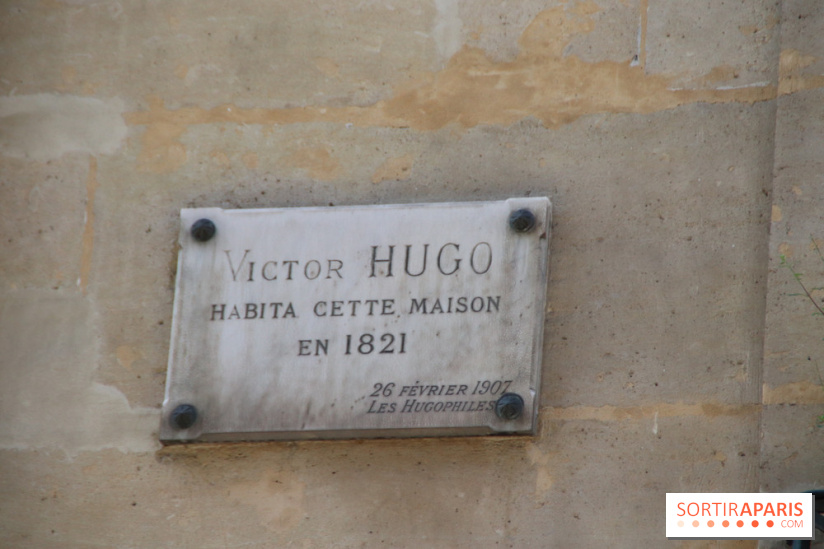 VICTOR HUGO
HABITA CETTE MAISON
EN 1821
26 FÉVRIER 1907
LES HUGOPHILES
SORTIRAPARIS
.COM